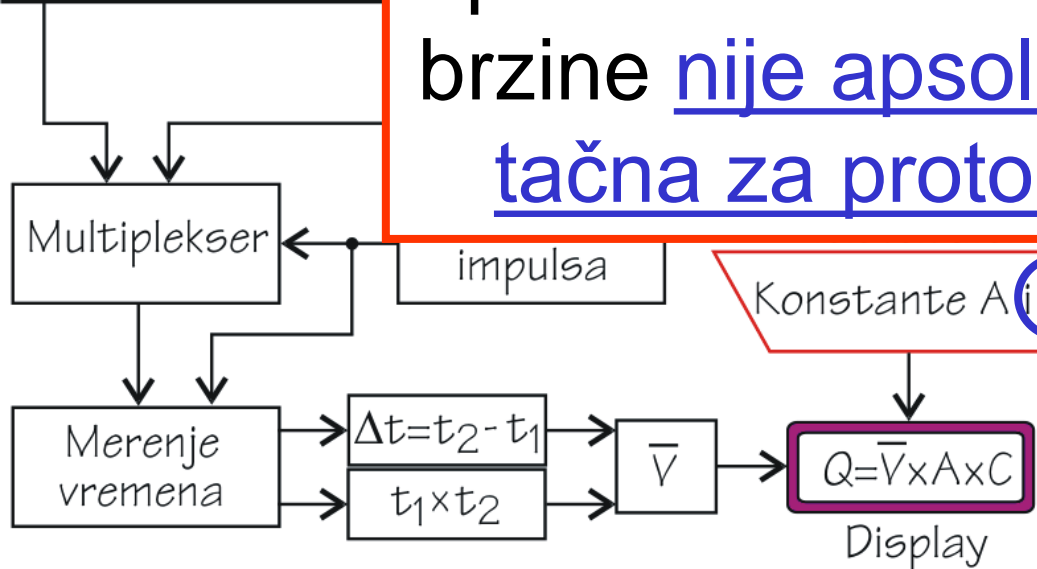 brzine nije apsol
tačna za proto
Multiplekser
impulsa
Konstante A i
Merenje
vremena
Δt=t₂-t₁
t₁×t₂
V̅
Q=V̅×A×C
Display